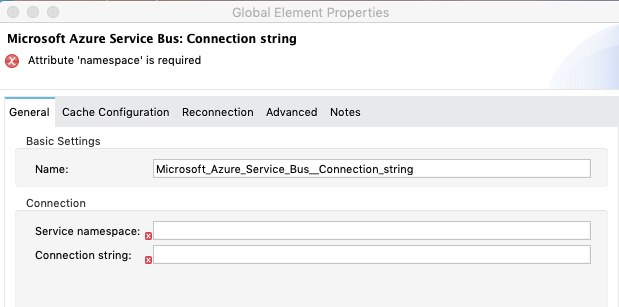 Global Element Properties
Microsoft Azure Service Bus: Connection string
Attribute 'namespace' is required
General Cache Configuration Reconnection Advanced Notes
Basic Settings
Name: Microsoft_Azure_Service_Bus__Connection_string
Connection
Service namespace:
Connection string: